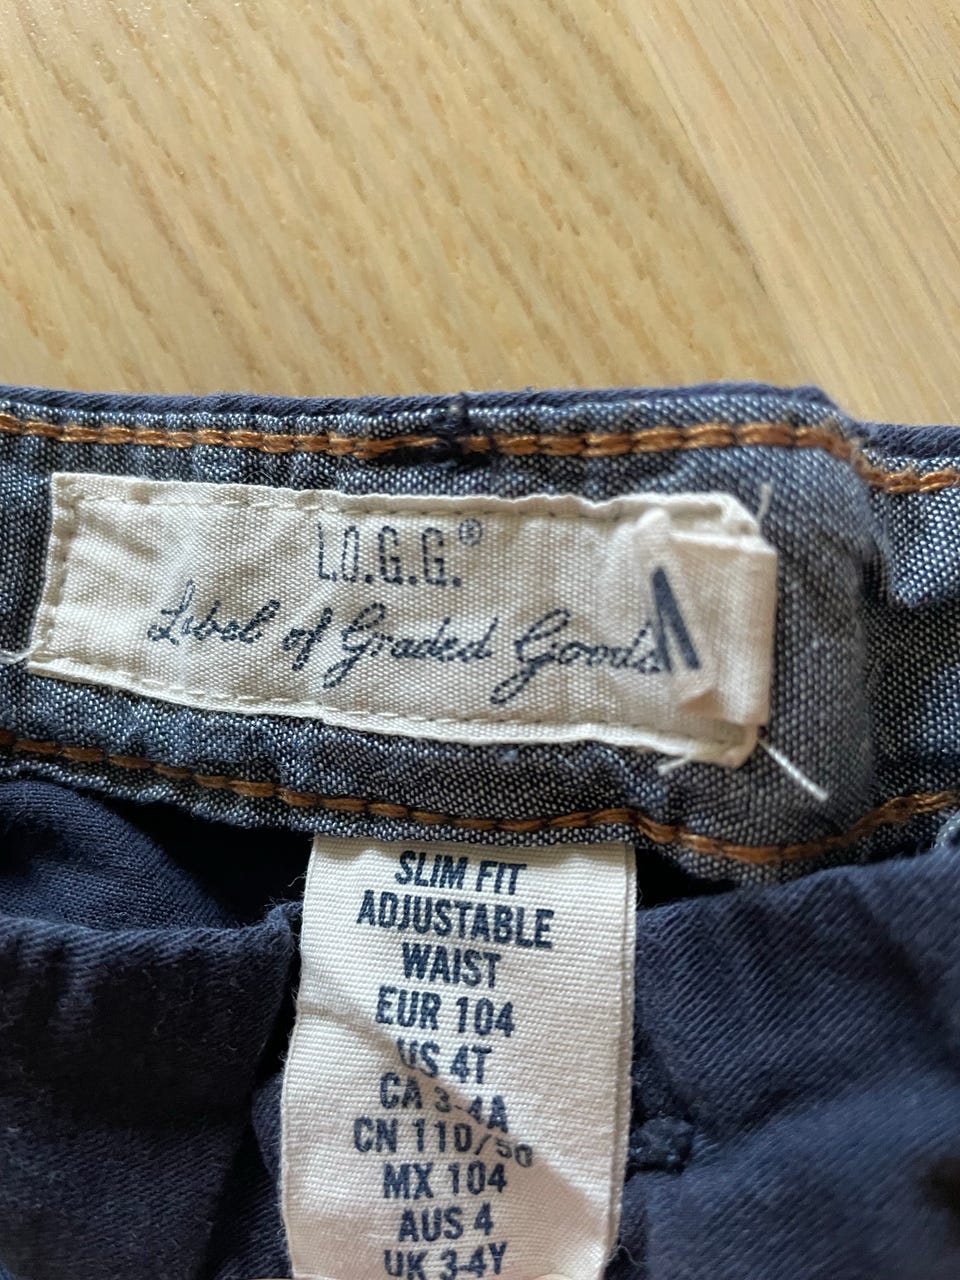 L.O.G.G.®
Label of Graded Goods
SLIM FIT
ADJUSTABLE
WAIST
EUR 104
US 4T
CA 3-4A
CN 110/50
MX 104
AUS 4
UK 3-4Y